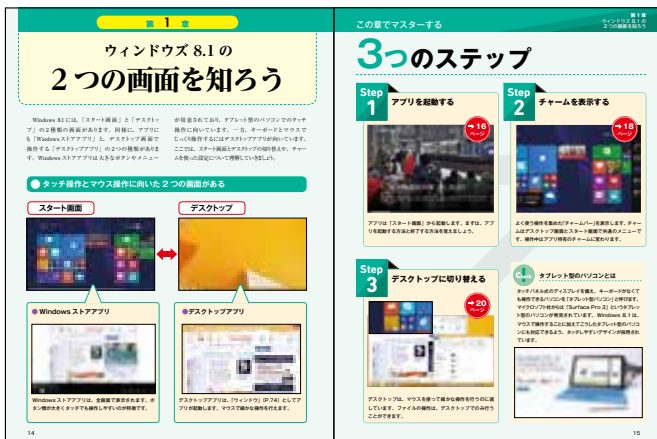 第 1 章
ウィンドウズ 8.1 の
2 つの画面を知ろう
Windows 8.1 には、「スタート画面」と「デスクトッ
プ」の2種類の画面があります。同様に、アプリに
も「Windows ストアアプリ」と、デスクトップ画面で
操作する「デスクトップアプリ」の2つの種類がありま
す。Windows ストアアプリは大きなボタンやメニュー
が用意されており、タブレット型のパソコンでのタッチ
操作に向いています。一方、キーボードとマウスで
じっくり操作するにはデスクトップアプリが向いています。
ここでは、スタート画面とデスクトップの切り替えや、チャー
ムを使った設定について理解していきましょう。
タッチ操作とマウス操作に向いた 2 つの画面がある
スタート画面
デスクトップ
Windows ストアアプリ
デスクトップアプリ
Windows ストアアプリは、全画面で表示されます。ボ
タン類が大きくタッチでも操作しやすいのが特徴です。
デスクトップアプリは、「ウィンドウ」(P.74)としてア
プリが起動します。マウスで細かな操作を行えます。
14
この章でマスターする
第 1 章
ウィンドウズ 8.1 の
2 つの画面を知ろう
3つのステップ
Step
1
アプリを起動する
16
ページ
アプリは「スタート画面」から起動します。まずは、アプ
リを起動する方法と終了する方法を覚えましょう。
Step
2
チャームを表示する
18
ページ
よく使う操作を集めた「チャームバー」を表示します。チャ
ームはデスクトップ画面とスタート画面で共通のメニューで
す。操作中はアプリ特有のチャームに変わります。
Step
3
デスクトップに切り替える
20
ページ
デスクトップは、マウスを使って細かな操作を行うのに適
しています。ファイルの操作は、デスクトップでのみ行う
ことができます。
タブレット型のパソコンとは
タッチパネル式のディスプレイを備え、キーボードがなくて
も操作できるパソコンを「タブレット型パソコン」と呼びます。
マイクロソフト社からは「Surface Pro 3」というタブレッ
ト型のパソコンが発売されています。Windows 8.1 は、
マウスで操作することに加えてこうしたタブレット型のパソコ
ンにも対応できるよう、タッチしやすいデザインが採用され
ています。
15